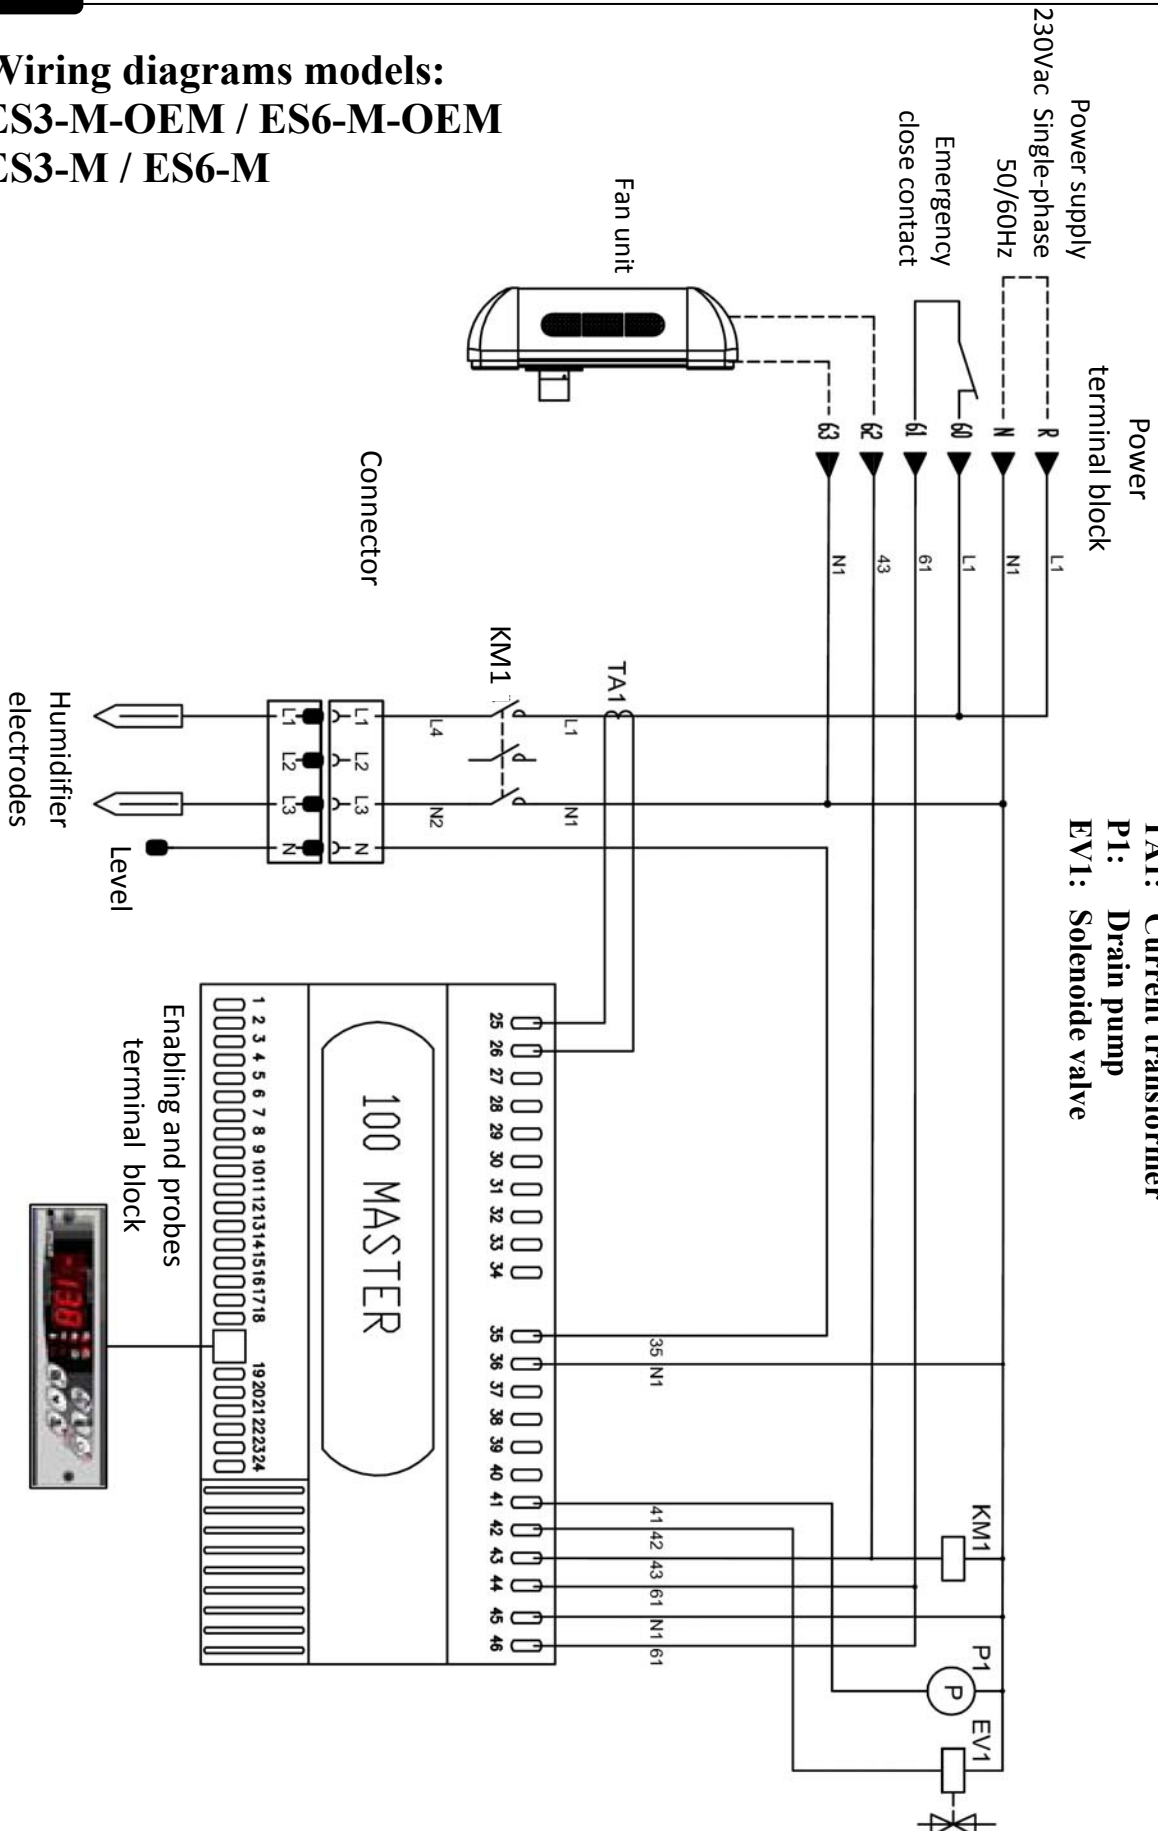 Wiring diagrams models:
ES3-M-OEM / ES6-M-OEM
ES3-M / ES6-M
Power supply
230Vac Single-phase
50/60Hz
Emergency
close contact
Fan unit
Power
terminal block
R
N
60
61
62
63
L1
N1
L1
61
43
N1
TA1: Current transformer
P1: Drain pump
EV1: Solenoide valve
Connector
KM1
TA1
L1
N1
L4
N2
L1
L2
L3
N
L1
L2
L3
N
Humidifier
electrodes
Level
25 26 27 28 29 30 31 32 33 34 35 36 37 38 39 40 41 42 43 44 45 46
35 N1
41 42 43 61 N1 61
100 MASTER
1 2 3 4 5 6 7 8 9 10 11 12 13 14 15 16 17 18 19 20 21 22 23 24
Enabling and probes
terminal block
KM1
P1
P
EV1